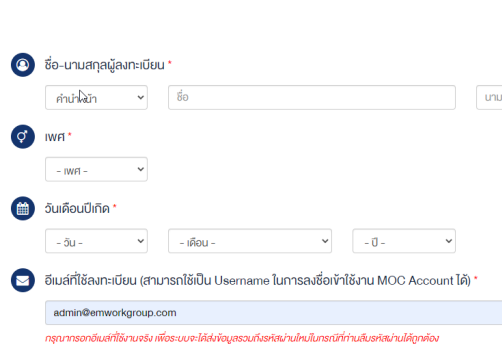 ชื่อ-นามสกุลผู้ลงทะเบียน *
คำนำหน้า ชื่อ นาม
เพศ *
- เพศ -
วันเดือนปีเกิด *
- วัน - - เดือน - - ปี -
อีเมล์ที่ใช้ลงทะเบียน (สามารถใช้เป็น Username ในการลงชื่อเข้าใช้งาน MOC Account ได้) *
admin@emworkgroup.com
กรุณากรอกอีเมล์ที่ใช้งานจริง เพื่อระบบจะได้ส่งข้อมูลรวมถึงรหัสผ่านใหม่ในกรณีที่ท่านลืมรหัสผ่านได้ถูกต้อง